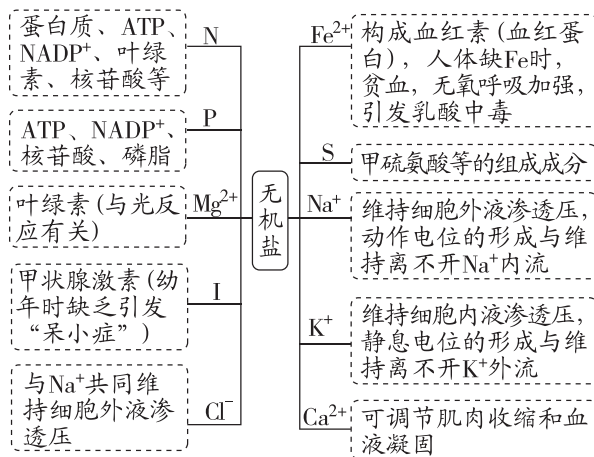 蛋白质、ATP、
NADP⁺、叶绿
素、核苷酸等
N
ATP、NADP⁺、
核苷酸、磷脂
P
叶绿素(与光反
应有关)
Mg²⁺
甲状腺激素(幼
年时缺乏引发
“呆小症”)
I
与Na⁺共同维
持细胞外液渗
透压
Cl⁻
无
机
盐
Fe²⁺
构成血红素(血红蛋
白),人体缺Fe时,
贫血,无氧呼吸加强,
引发乳酸中毒
S
甲硫氨酸等的组成成分
Na⁺
维持细胞外液渗透压,
动作电位的形成与维
持离不开Na⁺内流
K⁺
维持细胞内液渗透压,
静息电位的形成与维
持离不开K⁺外流
Ca²⁺
可调节肌肉收缩和血
液凝固